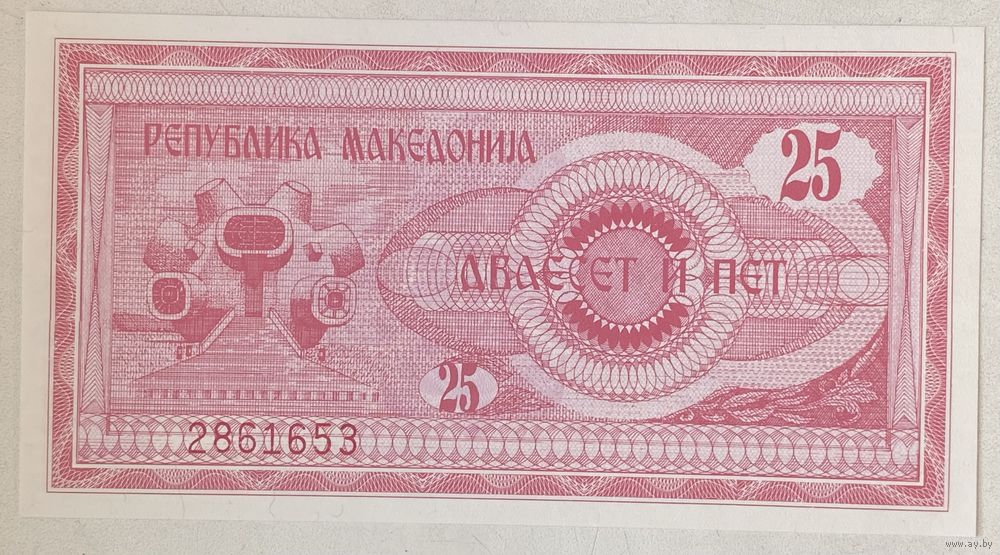 РЕПУБЛИКА МАКЕДОНИЈА
25
ДВАЕСЕТ И ПЕТ
25
2861653
www.ay.by